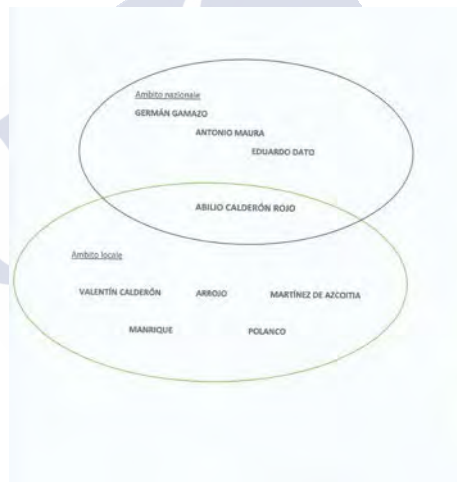 Ambito nazionale
GERMÁN GAMAZO
ANTONIO MAURA
EDUARDO DATO
ABILIO CALDERÓN ROJO
Ambito locale
VALENTÍN CALDERÓN ARROJO MARTÍNEZ DE AZCOITIA
MANRIQUE POLANCO